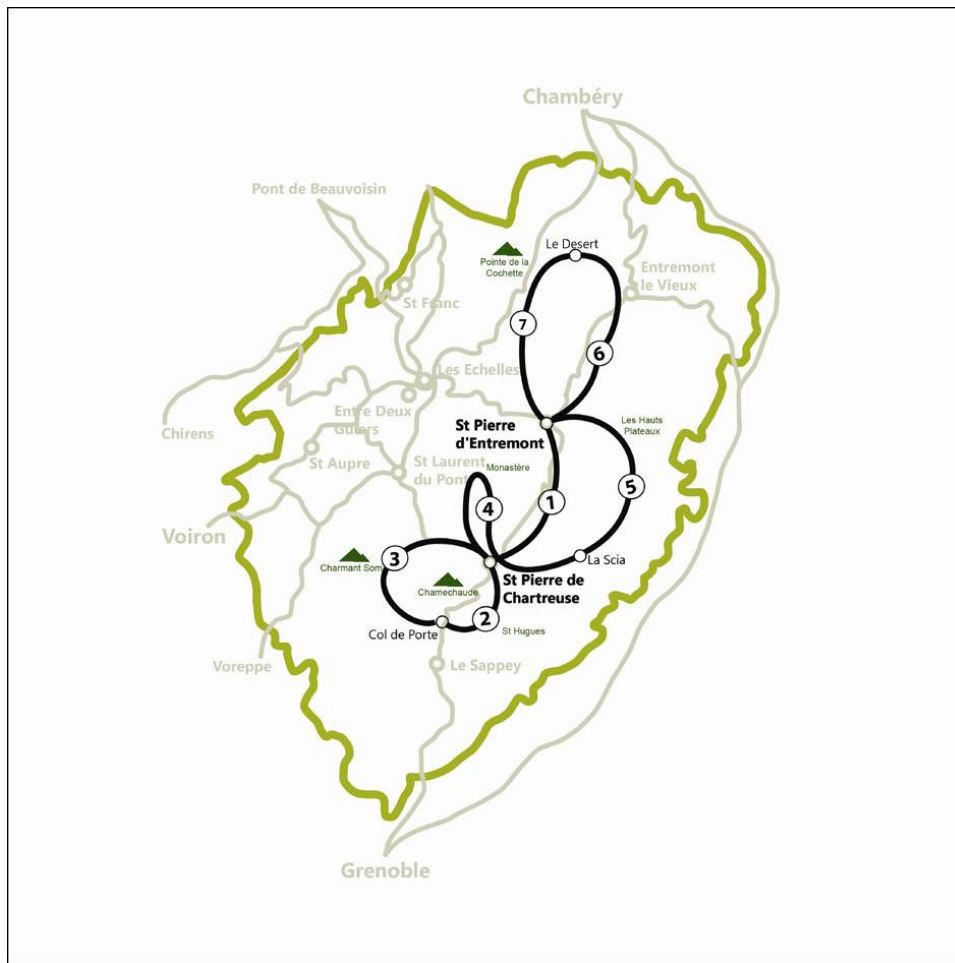 Chambéry
Pont de Beauvoisin
Le Desert
Pointe de la
Cochette
Entremont
le Vieux
St Franc
7
6
Les Echelles
Entre Deux
Guiers
Chirens
St Pierre
d'Entremont
Les Hauts
Plateaux
St Aupre
St Laurent
du Pont
Monastère
5
1
4
Voiron
3
La Scia
Charmant Som
St Pierre de
Chartreuse
Chamechaude
2
Col de Porte
St Hugues
Voreppe
Le Sappey
Grenoble